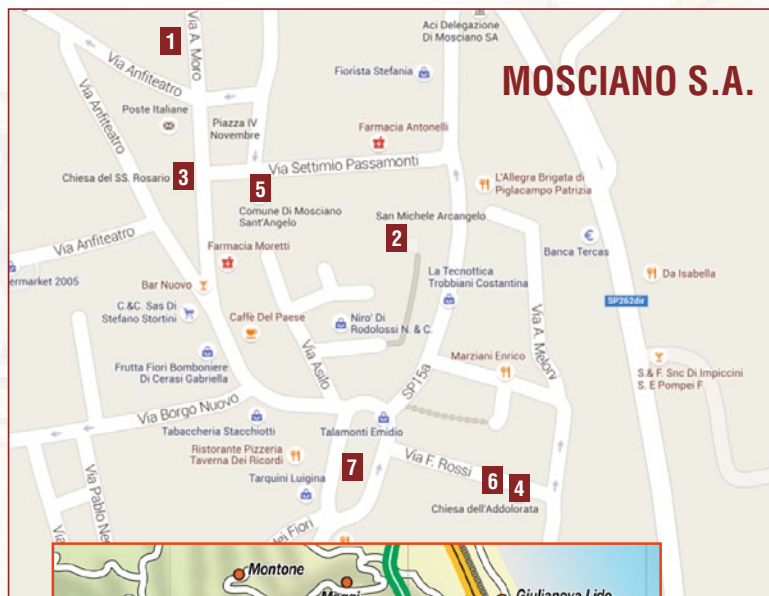 Aci Delegazione
Di Mosciano SA
1
Via A. Moro
Via Anfiteatro
Fiorista Stefania
MOSCIANO S.A.
Via Anfiteatro
Poste Italiane
Piazza IV
Novembre
Farmacia Antonelli
Chiesa del SS. Rosario
3
Via Settimio Passamonti
5
L'Allegra Brigata di
Piglacampo Patrizia
Comune Di Mosciano
Sant'Angelo
San Michele Arcangelo
2
Via Anfiteatro
Farmacia Moretti
€
Banca Tercas
ermarket 2005
Bar Nuovo
La Tecnottica
Trobbiani Costantina
Da Isabella
SP262dir
C.&C. Sas Di
Stefano Stortini
Caffè Del Paese
Niro' Di
Rodolossi N. & C.
Via A. Meloni
Marziani Enrico
Frutta Fiori Bomboniere
Di Cerasi Gabriella
Via Asilo
SP15a
S.& F. Snc Di Impiccini
S. E Pompei F.
Via Borgo Nuovo
Tabaccheria Stacchiotti
Talamonti Emidio
Ristorante Pizzeria
Taverna Dei Ricordi
7
Via F. Rossi
6
4
Via Pablo Ne
Tarquini Luigina
Chiesa dell'Addolorata
Via
dei Fiori
Montone
Giulianova Lido